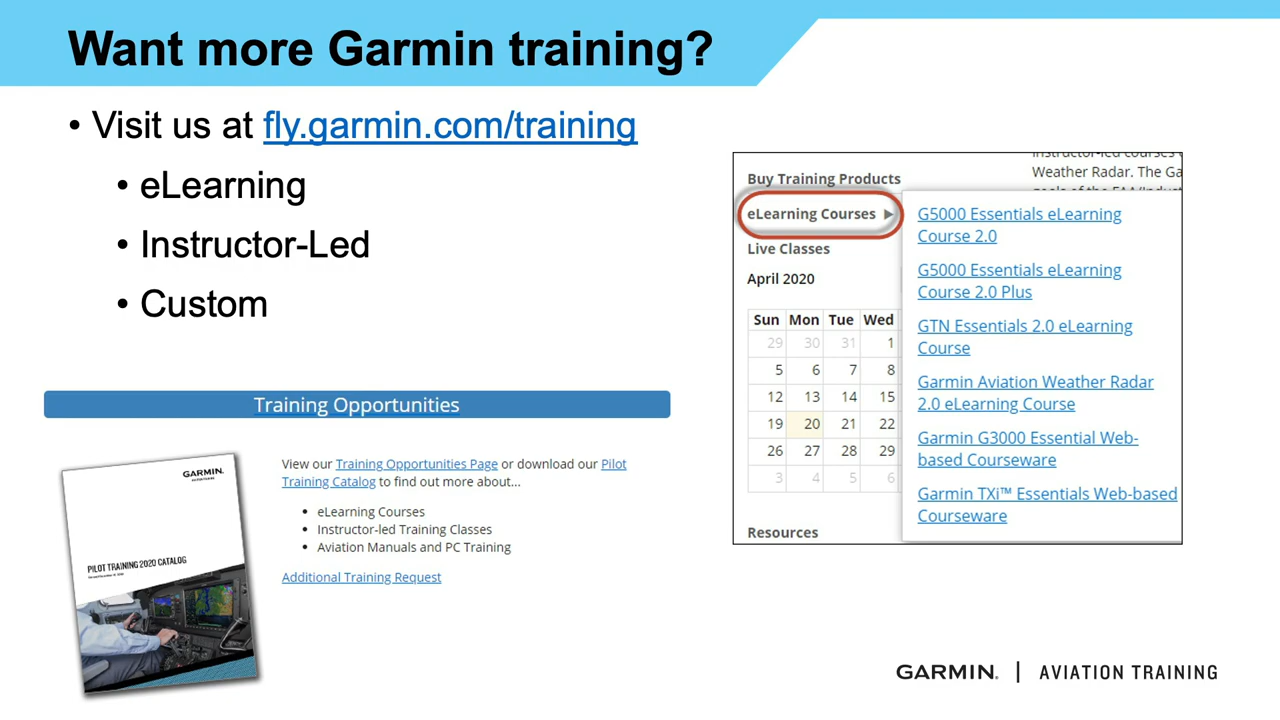 Want more Garmin training?
• Visit us at fly.garmin.com/training
• eLearning
• Instructor-Led
• Custom
Training Opportunities
GARMIN.
AVIATION TRAINING
PILOT TRAINING 2020 CATALOG
View our Training Opportunities Page or download our Pilot
Training Catalog to find out more about...
• eLearning Courses
• Instructor-led Training Classes
• Aviation Manuals and PC Training
Additional Training Request
Weather Radar. The Ga
Buy Training Products
eLearning Courses ▶
Live Classes
April 2020
Sun Mon Tue Wed
29 30 31 1
5 6 7 8
12 13 14 15
19 20 21 22
26 27 28 29
3 4 5 6
Resources
G5000 Essentials eLearning
Course 2.0
G5000 Essentials eLearning
Course 2.0 Plus
GTN Essentials 2.0 eLearning
Course
Garmin Aviation Weather Radar
2.0 eLearning Course
Garmin G3000 Essential Web-
based Courseware
Garmin TXi™ Essentials Web-based
Courseware
GARMIN. | AVIATION TRAINING